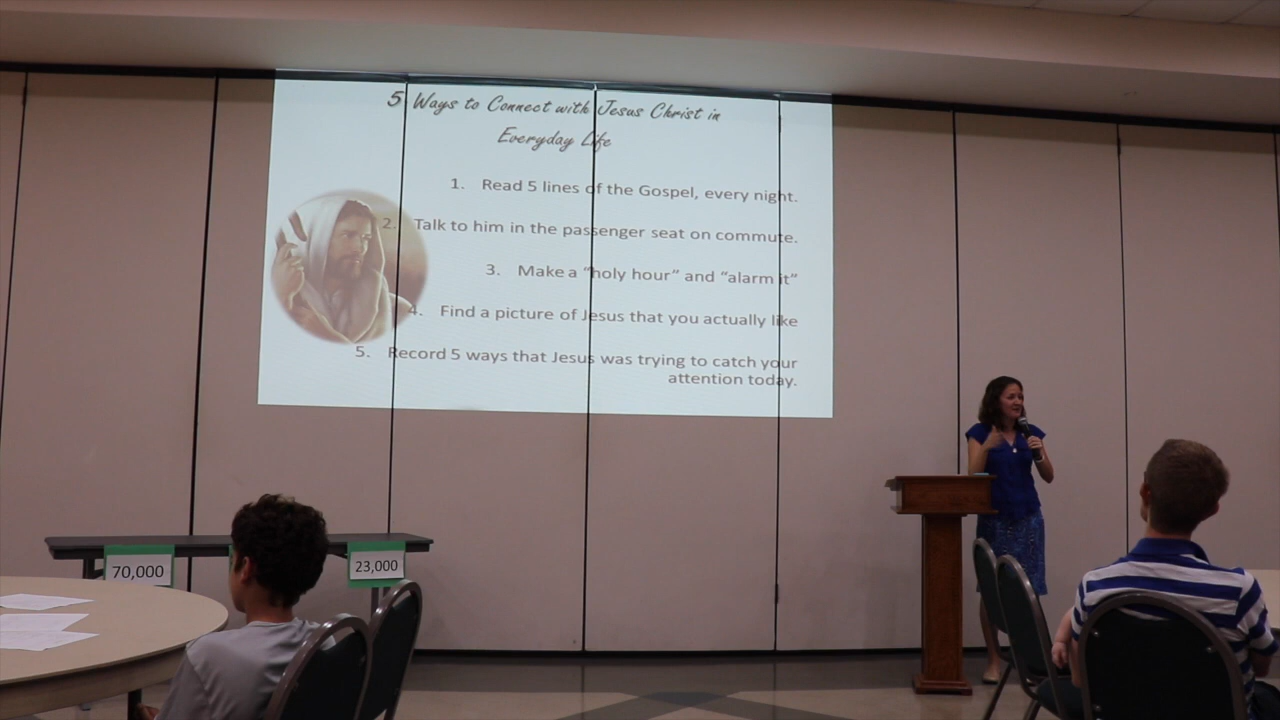 5 Ways to Connect with Jesus Christ in
Everyday Life
1. Read 5 lines of the Gospel, every night.
2. Talk to him in the passenger seat on commute.
3. Make a "holy hour" and "alarm it"
4. Find a picture of Jesus that you actually like
5. Record 5 ways that Jesus was trying to catch your
attention today.
70,000
23,000